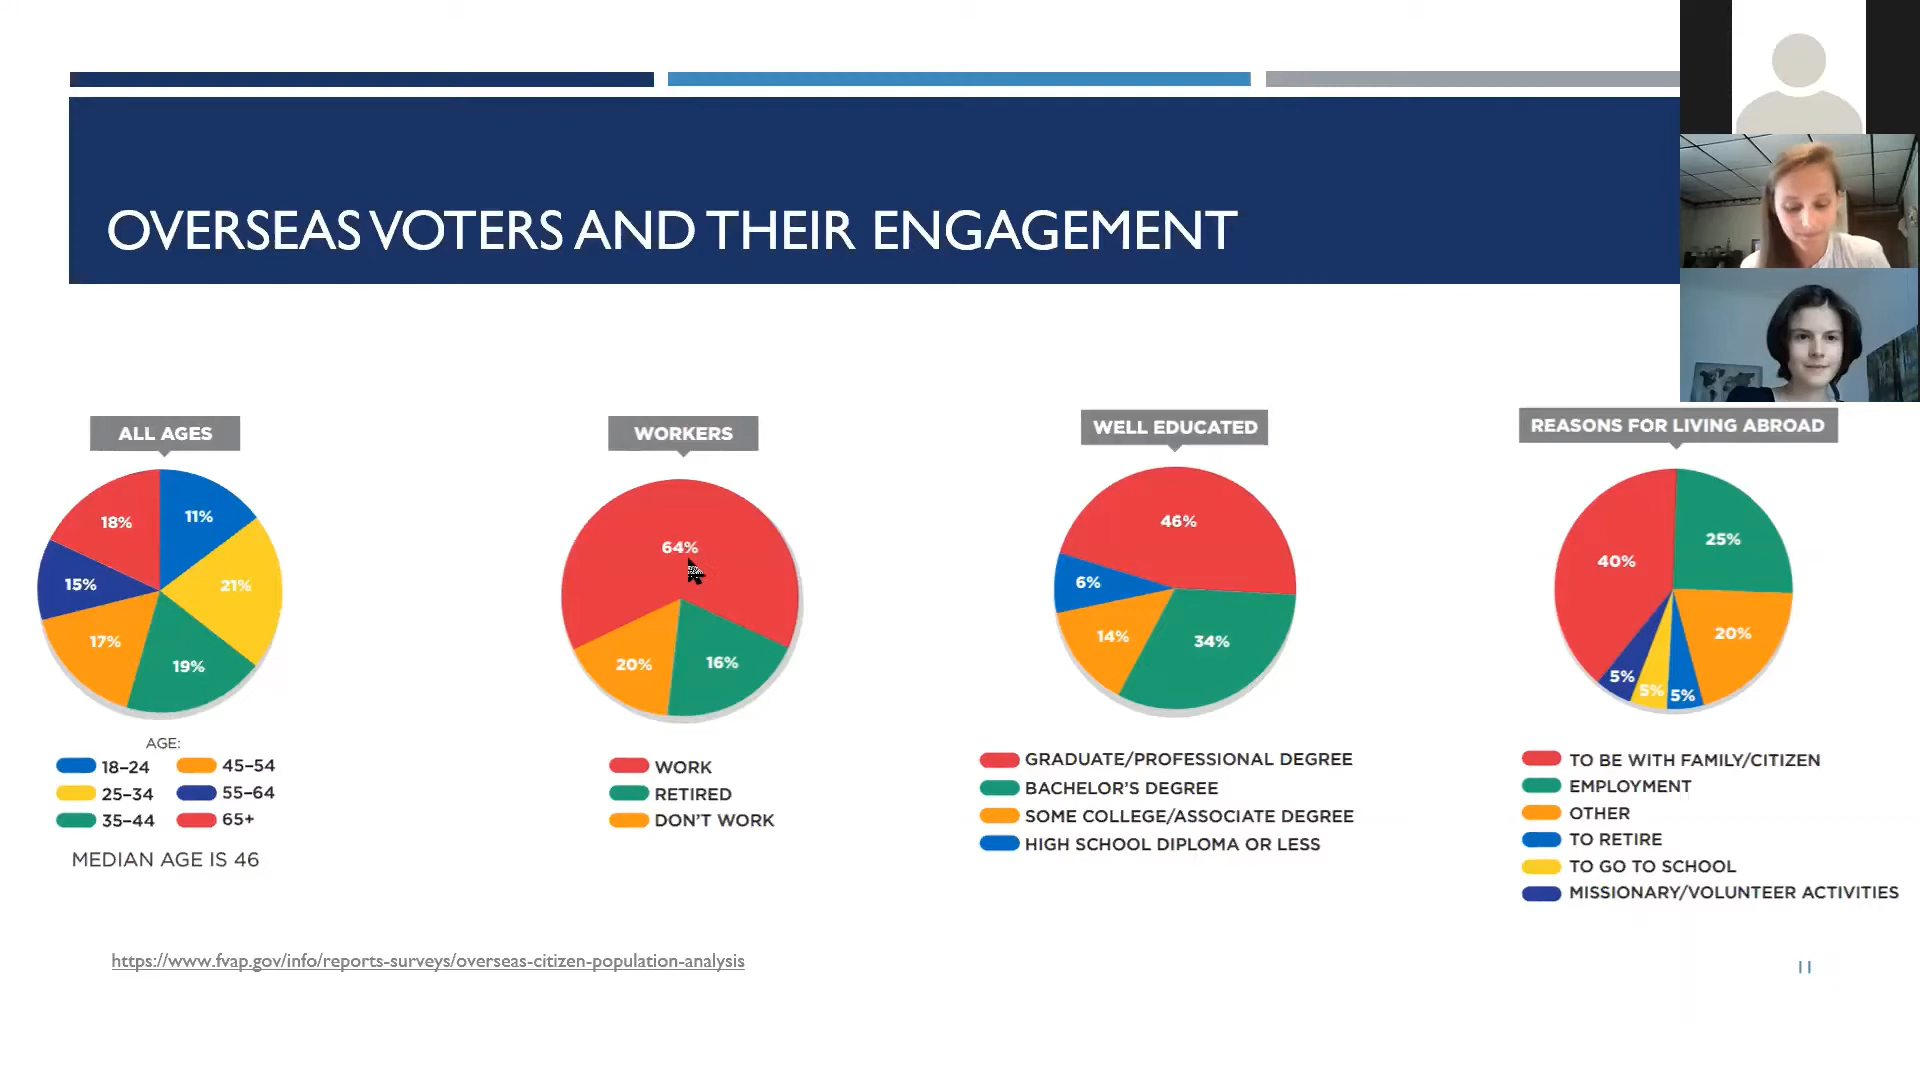 OVERSEAS VOTERS AND THEIR ENGAGEMENT
ALL AGES
18%
11%
15%
21%
17%
19%
AGE:
18–24
45–54
25–34
55–64
35–44
65+
MEDIAN AGE IS 46
WORKERS
64%
20%
16%
WORK
RETIRED
DON'T WORK
WELL EDUCATED
46%
6%
14%
34%
GRADUATE/PROFESSIONAL DEGREE
BACHELOR'S DEGREE
SOME COLLEGE/ASSOCIATE DEGREE
HIGH SCHOOL DIPLOMA OR LESS
REASONS FOR LIVING ABROAD
40%
25%
20%
5%
5%
5%
TO BE WITH FAMILY/CITIZEN
EMPLOYMENT
OTHER
TO RETIRE
TO GO TO SCHOOL
MISSIONARY/VOLUNTEER ACTIVITIES
https://www.fvap.gov/info/reports-surveys/overseas-citizen-population-analysis
11